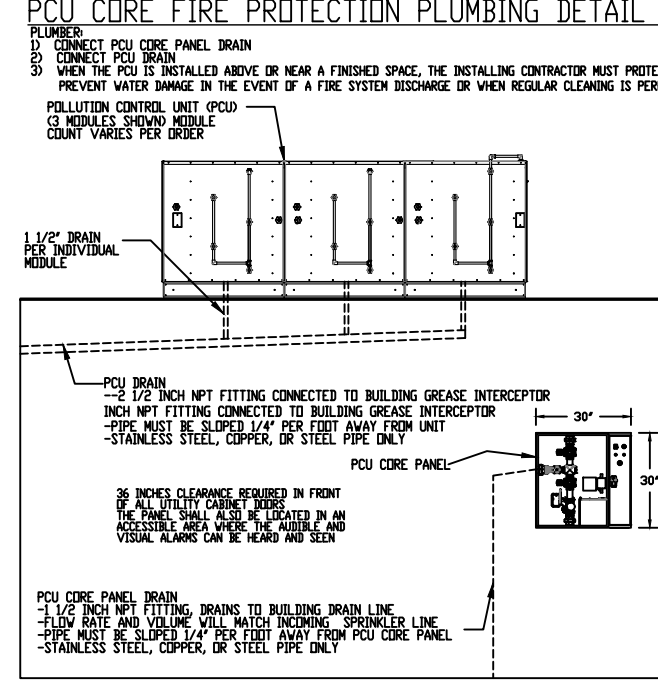 PCU CORE FIRE PROTECTION PLUMBING DETAIL
PLUMBER:
1) CONNECT PCU CORE PANEL DRAIN
2) CONNECT PCU DRAIN
3) WHEN THE PCU IS INSTALLED ABOVE OR NEAR A FINISHED SPACE, THE INSTALLING CONTRACTOR MUST PROTE
PREVENT WATER DAMAGE IN THE EVENT OF A FIRE SYSTEM DISCHARGE OR WHEN REGULAR CLEANING IS PER
POLLUTION CONTROL UNIT (PCU)
(3 MODULES SHOWN) MODULE
COUNT VARIES PER ORDER
1 1/2" DRAIN
PER INDIVIDUAL
MODULE
PCU DRAIN
--2 1/2 INCH NPT FITTING CONNECTED TO BUILDING GREASE INTERCEPTOR
INCH NPT FITTING CONNECTED TO BUILDING GREASE INTERCEPTOR
-PIPE MUST BE SLOPED 1/4" PER FOOT AWAY FROM UNIT
-STAINLESS STEEL, COPPER, OR STEEL PIPE ONLY
30"
PCU CORE PANEL
30"
36 INCHES CLEARANCE REQUIRED IN FRONT
OF ALL UTILITY CABINET DOORS
THE PANEL SHALL ALSO BE LOCATED IN AN
ACCESSIBLE AREA WHERE THE AUDIBLE AND
VISUAL ALARMS CAN BE HEARD AND SEEN
PCU CORE PANEL DRAIN
-1 1/2 INCH NPT FITTING, DRAINS TO BUILDING DRAIN LINE
-FLOW RATE AND VOLUME WILL MATCH INCOMING SPRINKLER LINE
-PIPE MUST BE SLOPED 1/4" PER FOOT AWAY FROM PCU CORE PANEL
-STAINLESS STEEL, COPPER, OR STEEL PIPE ONLY